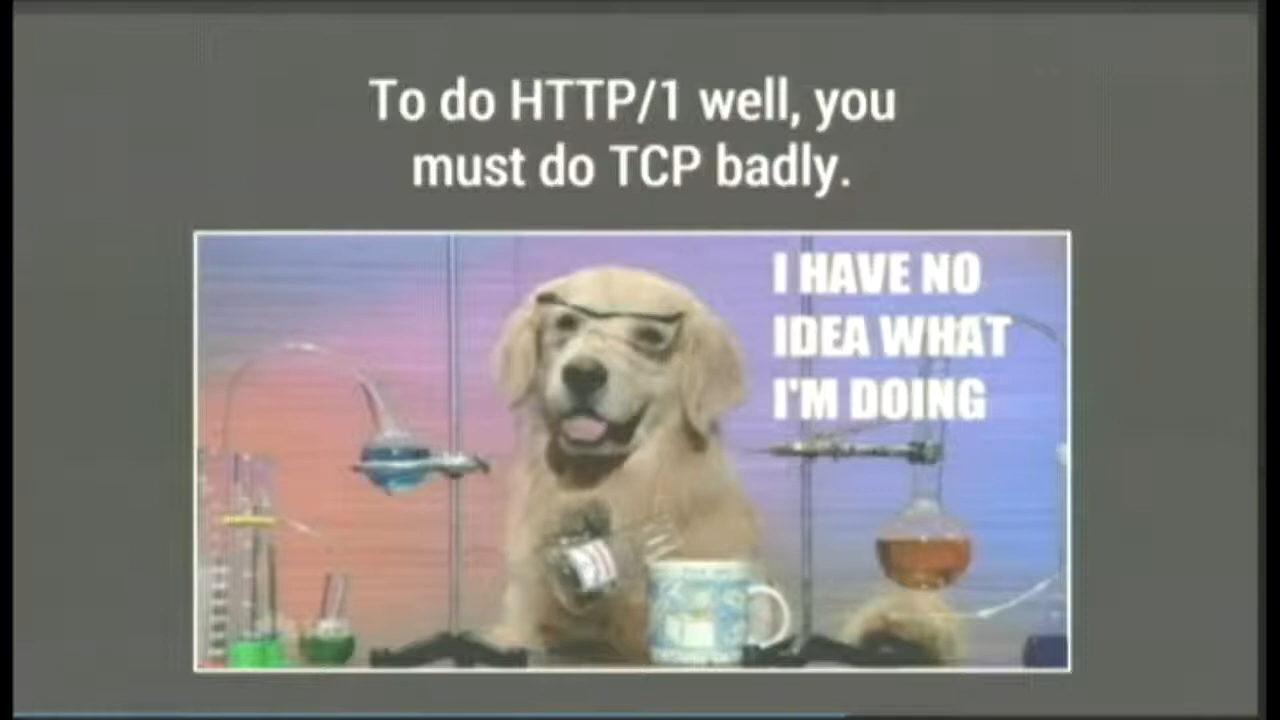 To do HTTP/1 well, you
must do TCP badly.
I HAVE NO
IDEA WHAT
I'M DOING